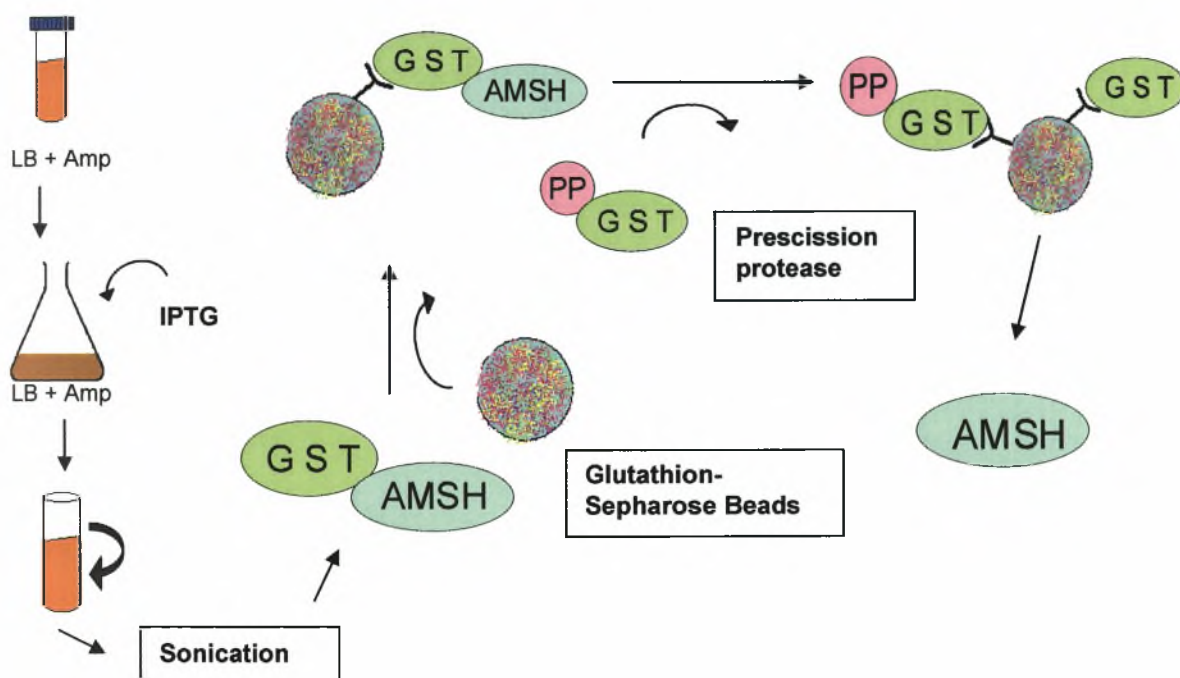 LB + Amp
IPTG
LB + Amp
Sonication
GST
AMSH
Glutathion-
Sepharose Beads
GST
AMSH
PP
GST
Prescission
protease
PP
GST
GST
AMSH